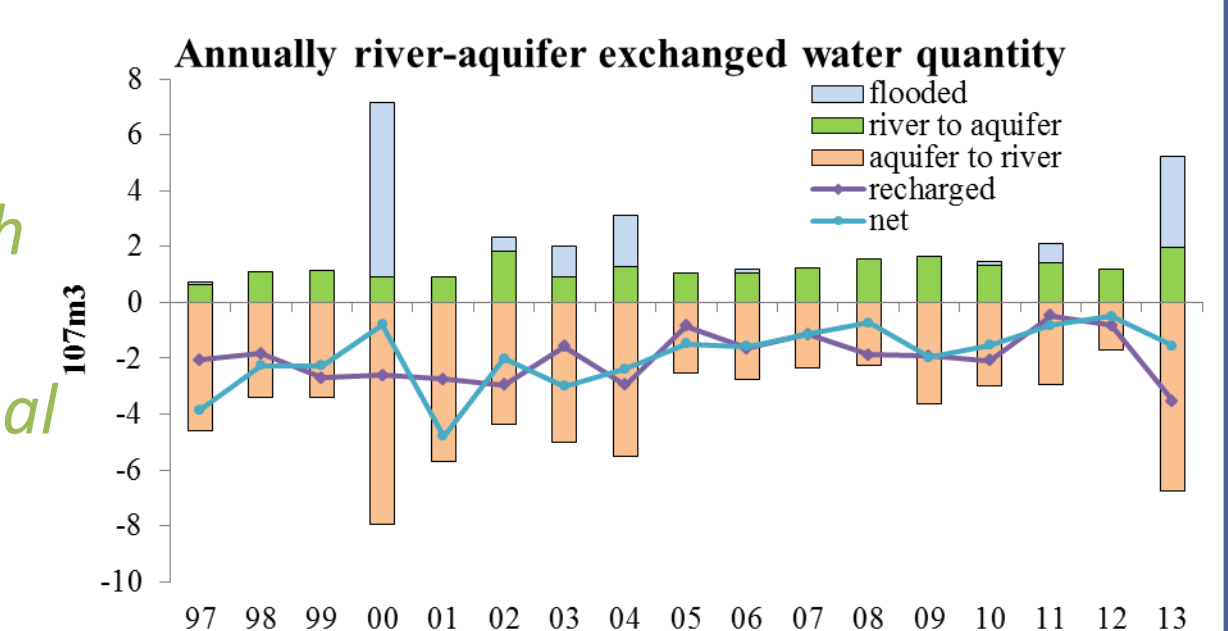 Annually river-aquifer exchanged water quantity
8
6
4
2
0
-2
-4
-6
-8
-10
107m3
flooded
river to aquifer
aquifer to river
recharged
net
97 98 99 00 01 02 03 04 05 06 07 08 09 10 11 12 13
h
al